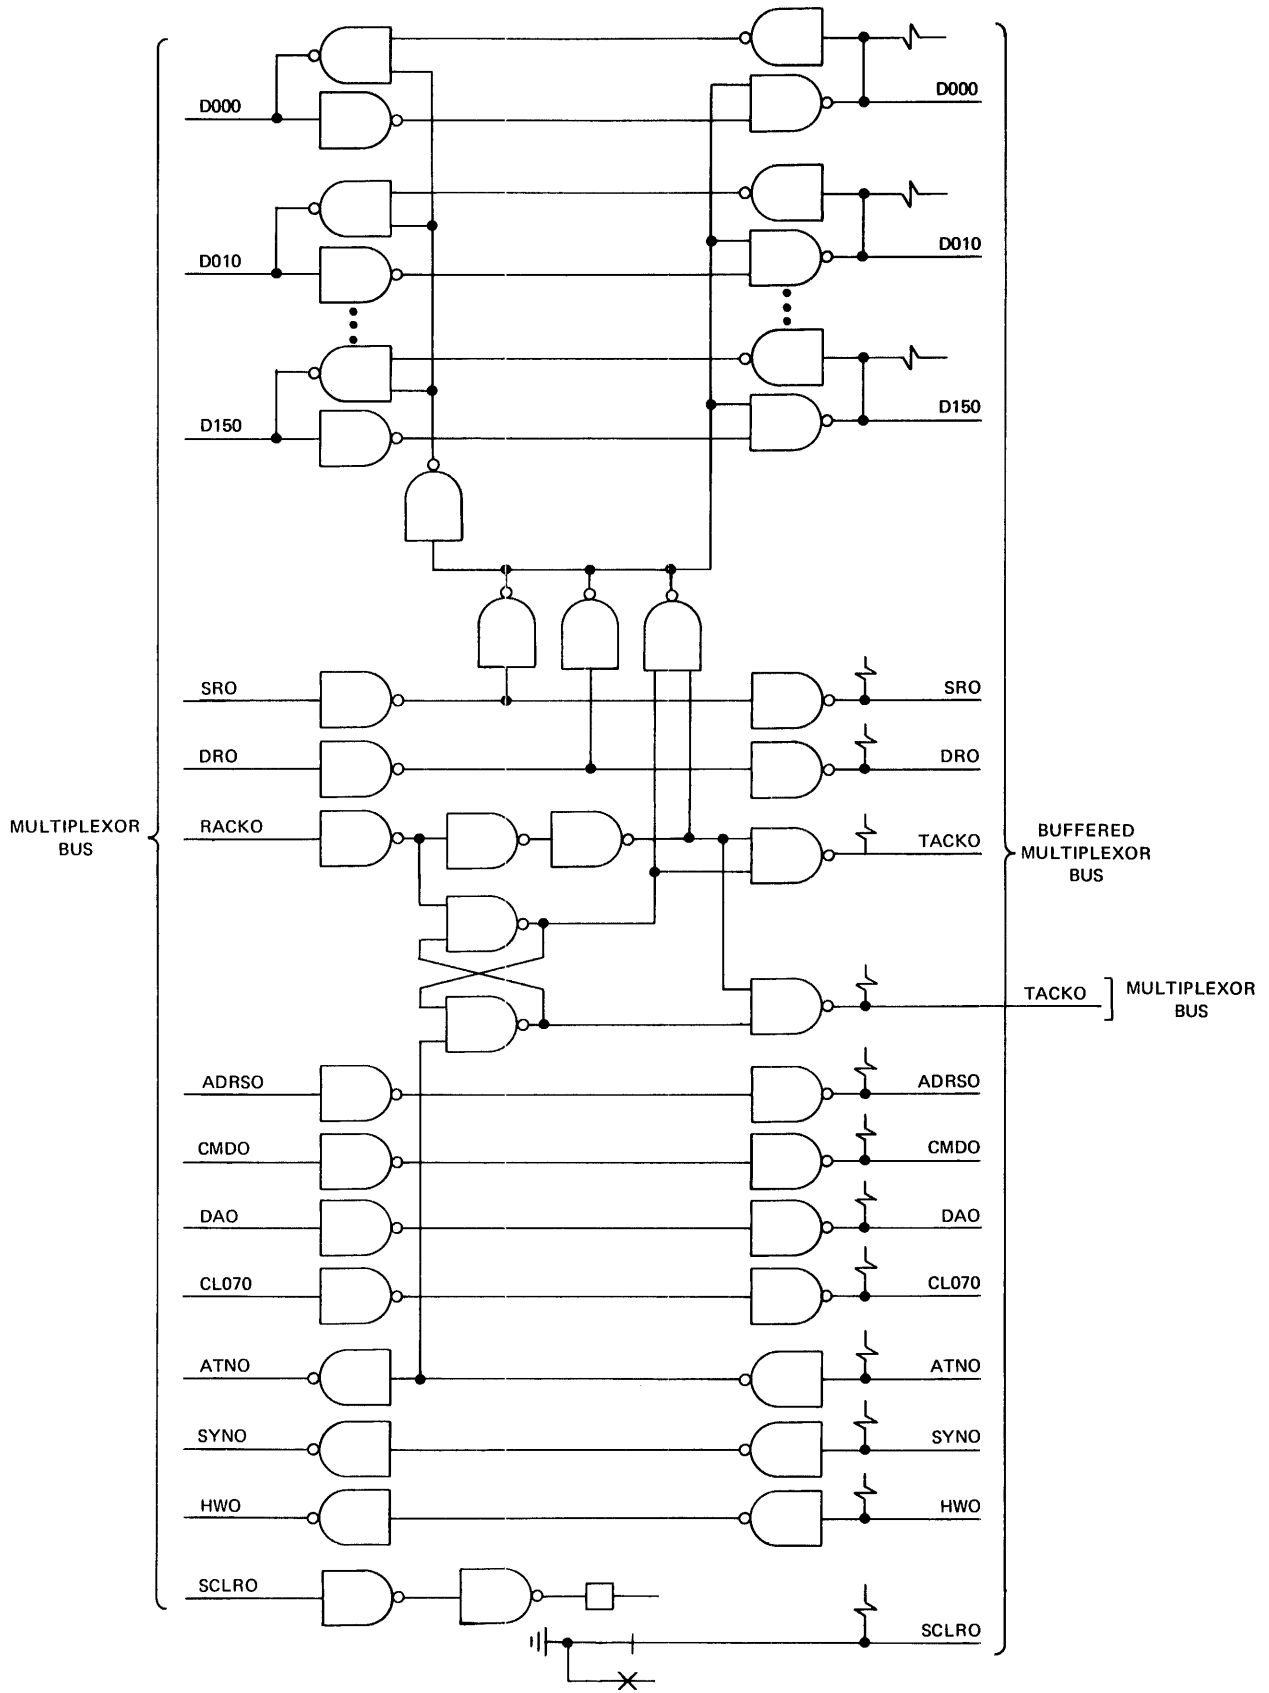 D000
D000
D010
D010
D150
D150
SRO
SRO
DRO
DRO
RACKO
TACKO
MULTIPLEXOR
BUS
BUFFERED
MULTIPLEXOR
BUS
TACKO
MULTIPLEXOR
BUS
ADRSO
ADRSO
CMDO
CMDO
DAO
DAO
CL070
CL070
ATNO
ATNO
SYNO
SYNO
HWO
HWO
SCLRO
SCLRO